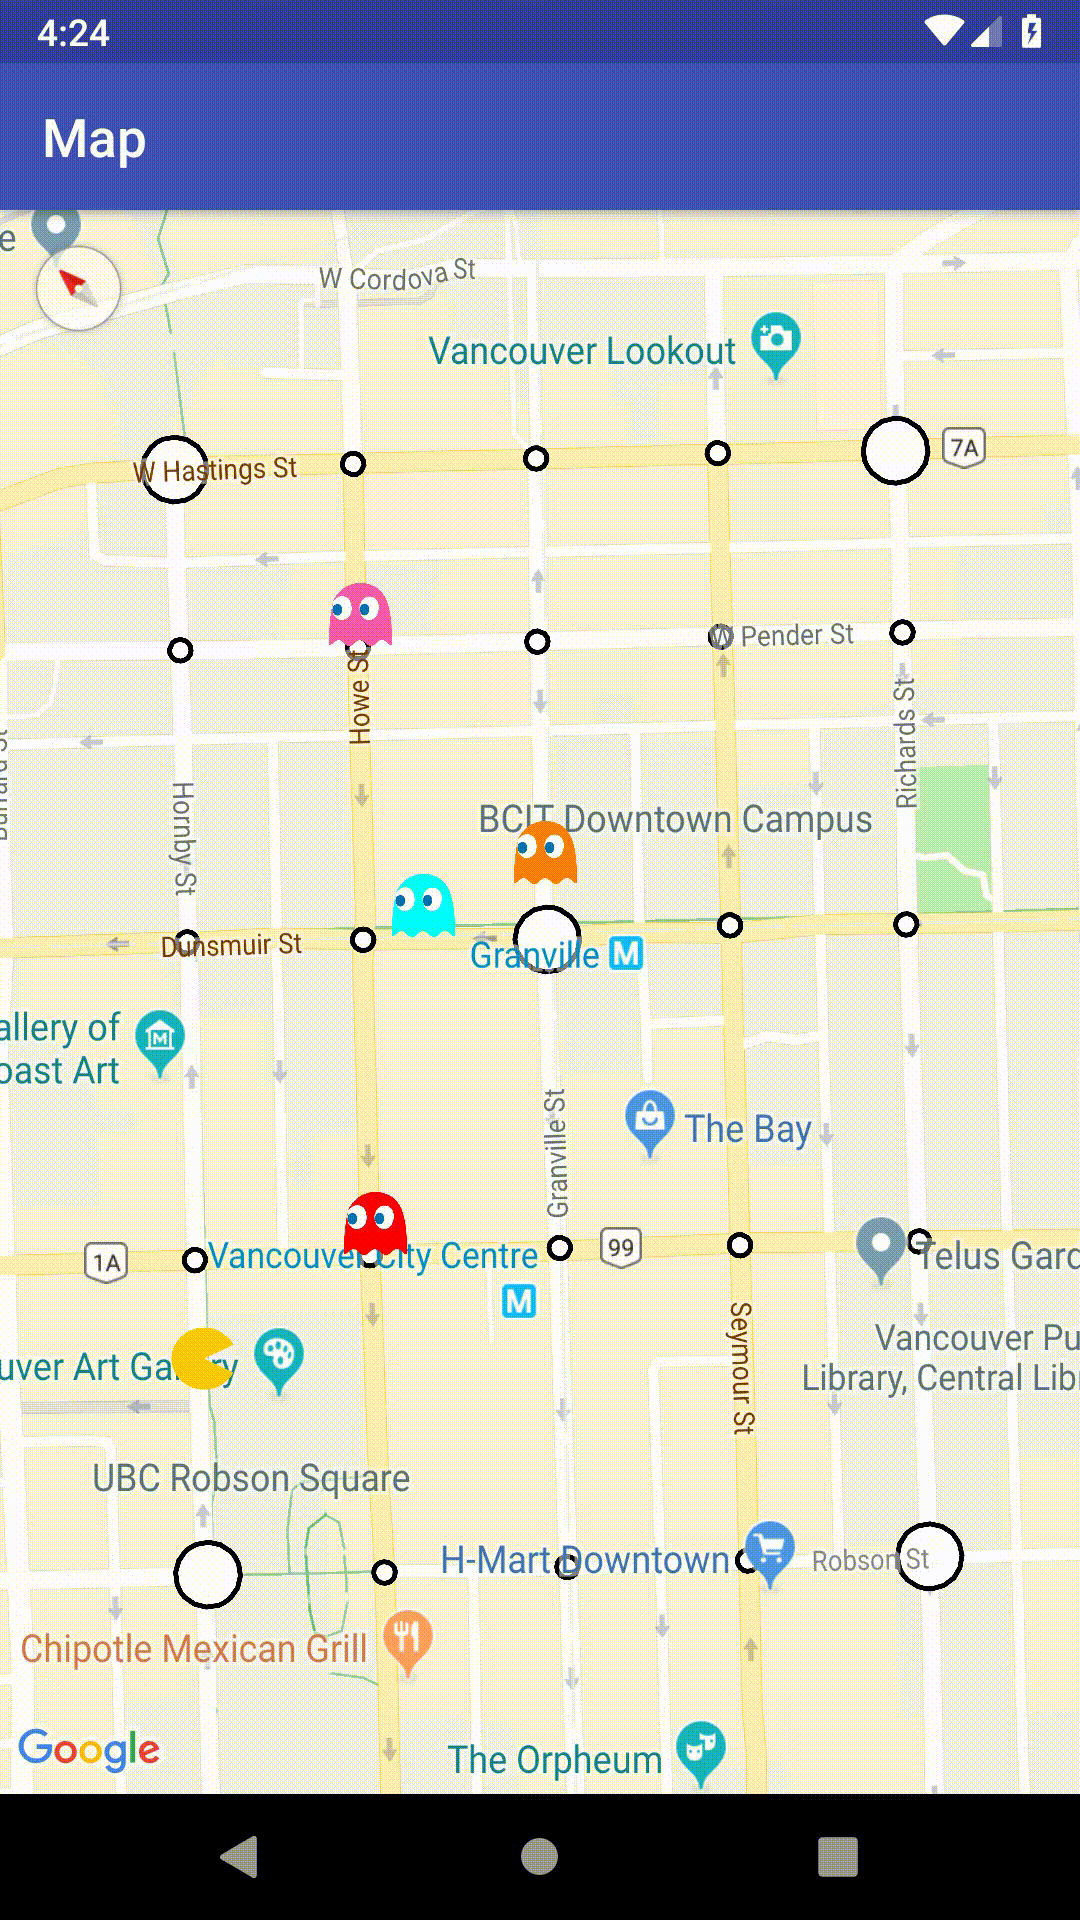 4:24
Map
e
W Cordova St
Vancouver Lookout
W Hastings St
7A
W Pender St
Howe St
Richards St
Hornby St
BCIT Downtown Campus
Dunsmuir St
Granville
M
allery of
oast Art
Granville St
The Bay
1A
Vancouver City Centre
M
99
Telus Gard
Seymour St
uver Art Gallery
Vancouver Pu
Library, Central Libr
UBC Robson Square
H-Mart Downtown
Robson St
Chipotle Mexican Grill
The Orpheum
Google